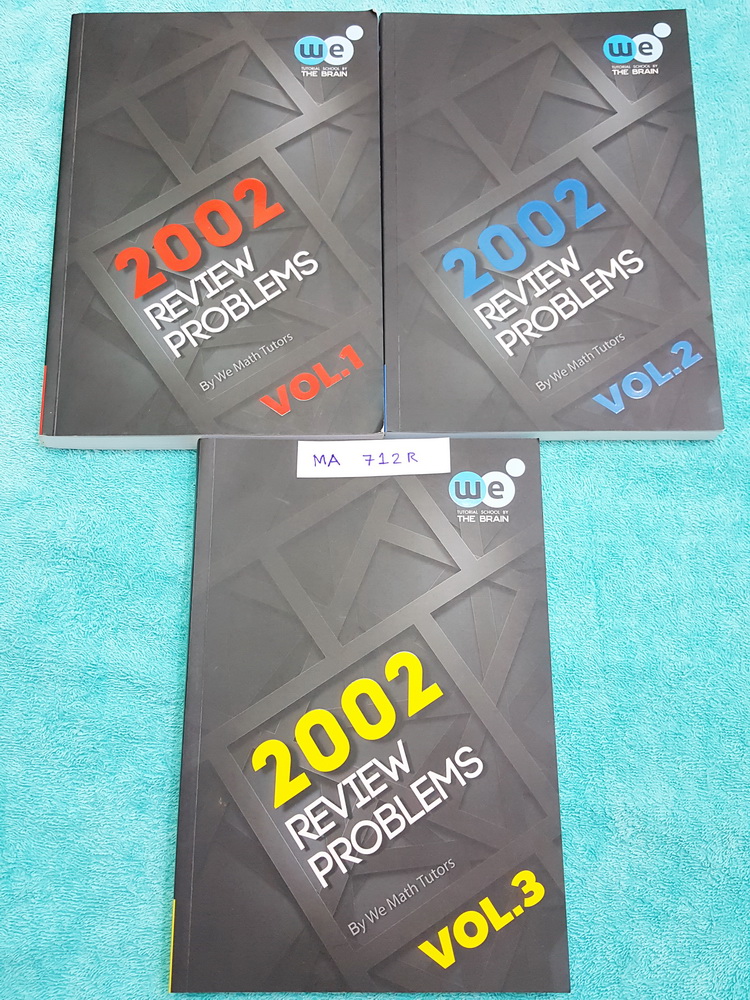 we
TUTORIAL SCHOOL BY
THE BRAIN
2002
REVIEW
PROBLEMS
By We Math Tutors
VOL.1
we
TUTORIAL SCHOOL BY
THE BRAIN
2002
REVIEW
PROBLEMS
By We Math Tutors
VOL.2
MA 712R
we
TUTORIAL SCHOOL BY
THE BRAIN
2002
REVIEW
PROBLEMS
By We Math Tutors
VOL.3